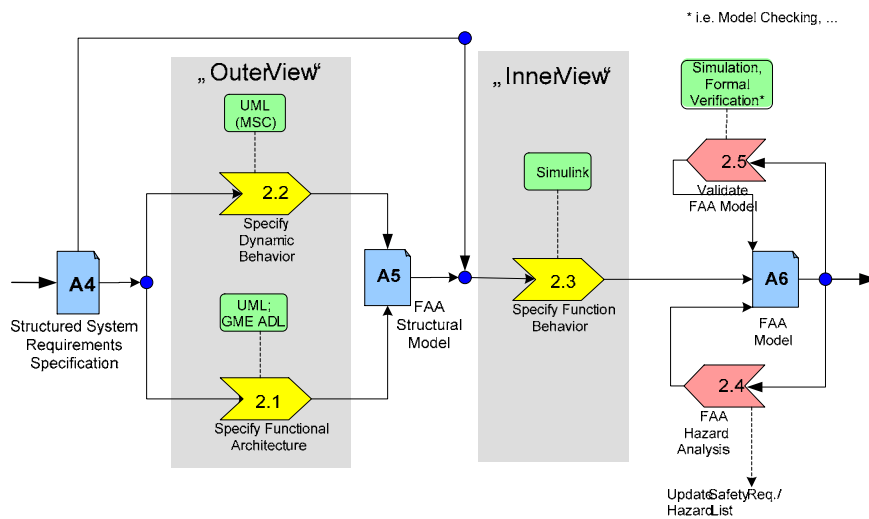 * i.e. Model Checking, ...
„OuterView“
„InnerView“
Simulation,
Formal
Verification*
UML
(MSC)
2.5
Validate
FAA Model
Simulink
2.2
Specify
Dynamic
Behavior
A4
Structured System
Requirements
Specification
A5
FAA
Structural
Model
2.3
Specify Function
Behavior
A6
FAA
Model
UML;
GME ADL
2.1
Specify Functional
Architecture
2.4
FAA
Hazard
Analysis
Update Safety Req./
Hazard List